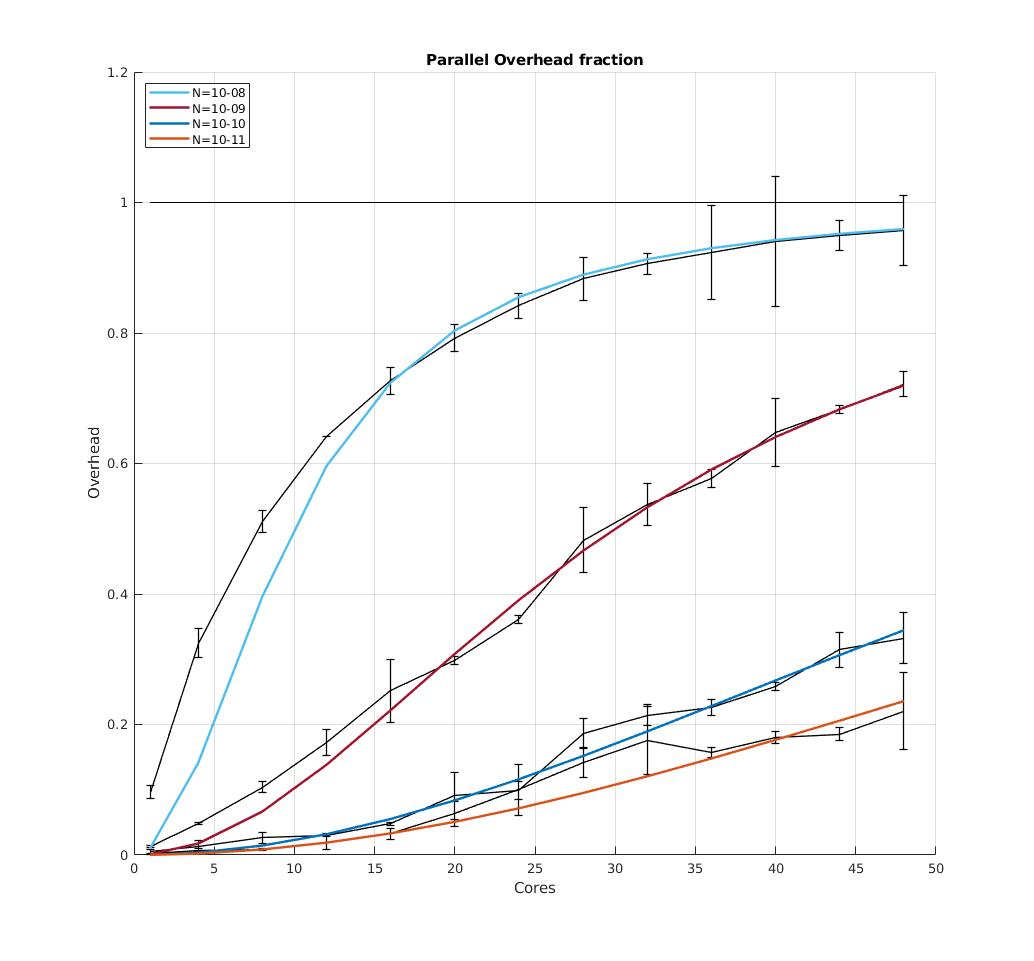 Parallel Overhead fraction
N=10-08
N=10-09
N=10-10
N=10-11
1.2
1
0.8
0.6
0.4
0.2
0
Overhead
0 5 10 15 20 25 30 35 40 45 50
Cores